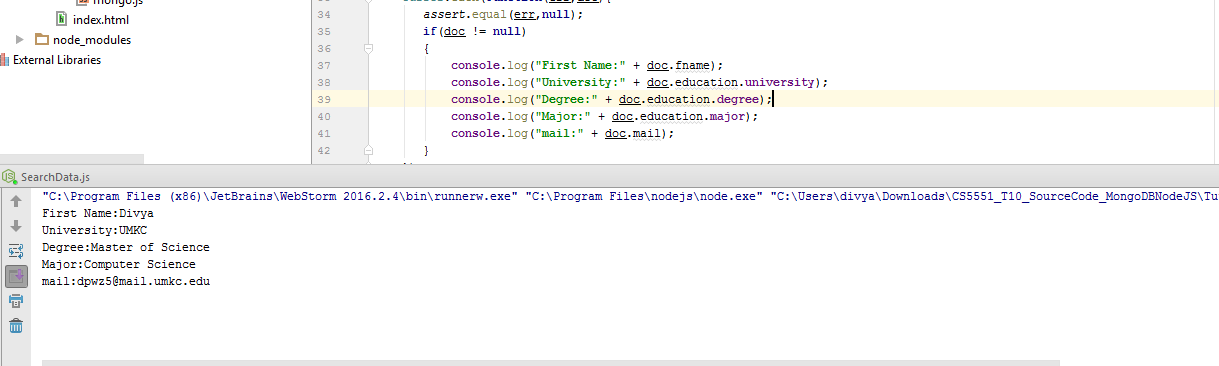 mongo.js
index.html
node_modules
External Libraries
34 assert.equal(err,null);
35 if(doc != null)
36 {
37 console.log("First Name:" + doc.fname);
38 console.log("University:" + doc.education.university);
39 console.log("Degree:" + doc.education.degree);
40 console.log("Major:" + doc.education.major);
41 console.log("mail:" + doc.mail);
42 }
SearchData.js
"C:\Program Files (x86)\JetBrains\WebStorm 2016.2.4\bin\runnerw.exe" "C:\Program Files\nodejs\node.exe" "C:\Users\divya\Downloads\CS5551_T10_SourceCode_MongoDBNodeJS\Tu
First Name:Divya
University:UMKC
Degree:Master of Science
Major:Computer Science
mail:dpwz5@mail.umkc.edu